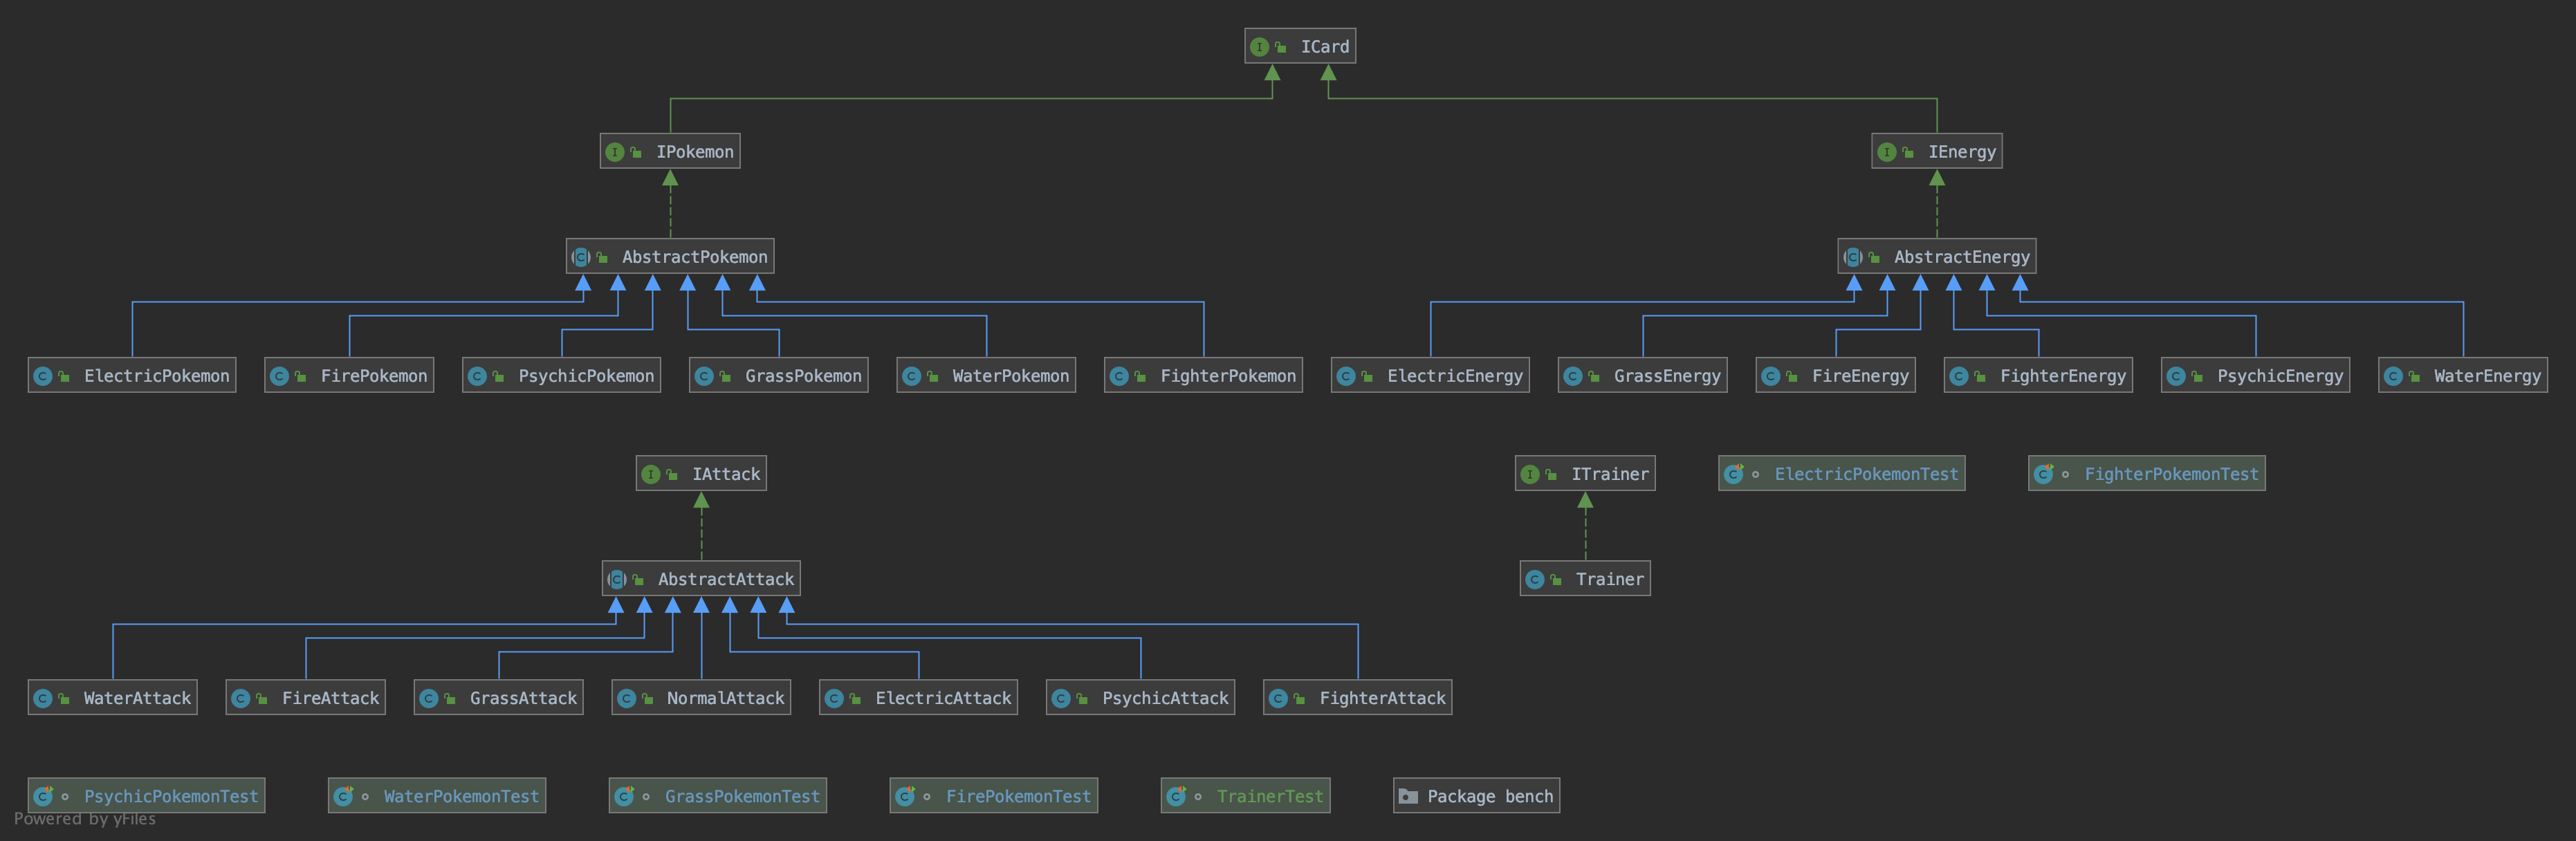 ICard
IPokemon
IEnergy
AbstractPokemon
AbstractEnergy
ElectricPokemon
FirePokemon
PsychicPokemon
GrassPokemon
WaterPokemon
FighterPokemon
ElectricEnergy
GrassEnergy
FireEnergy
FighterEnergy
PsychicEnergy
WaterEnergy
IAttack
ITrainer
ElectricPokemonTest
FighterPokemonTest
AbstractAttack
Trainer
WaterAttack
FireAttack
GrassAttack
NormalAttack
ElectricAttack
PsychicAttack
FighterAttack
PsychicPokemonTest
WaterPokemonTest
GrassPokemonTest
FirePokemonTest
TrainerTest
Package bench
Powered by yFiles